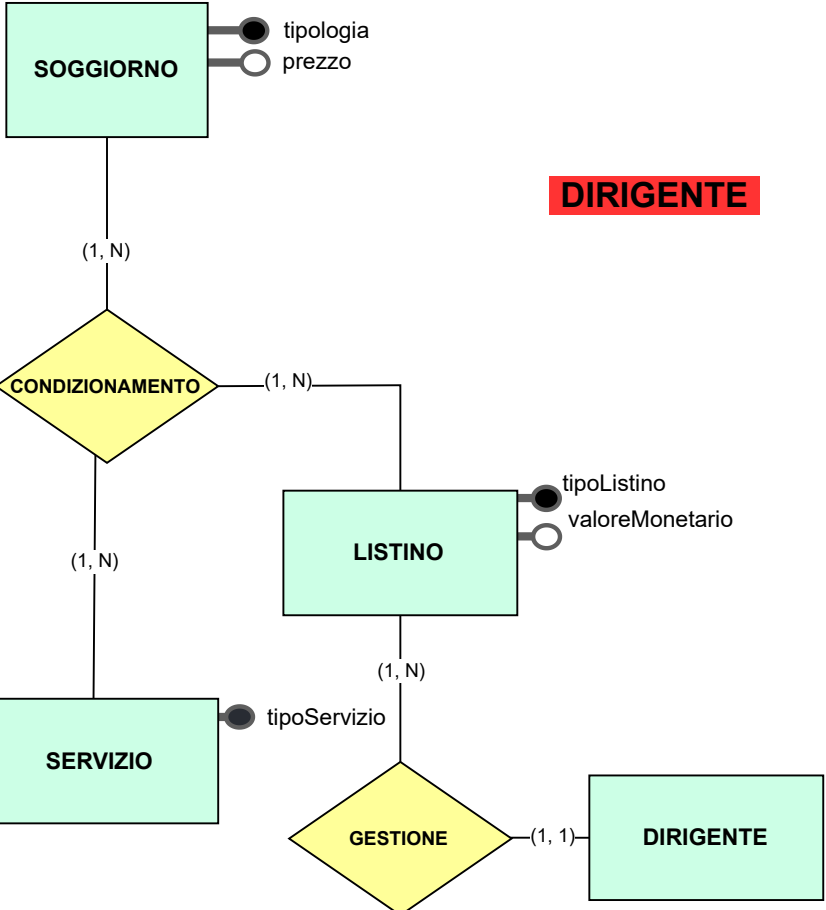 tipologia
SOGGIORNO
prezzo
DIRIGENTE
(1, N)
CONDIZIONAMENTO
(1, N)
tipoListino
valoreMonetario
LISTINO
(1, N)
(1, N)
tipoServizio
SERVIZIO
GESTIONE
(1, 1)
DIRIGENTE